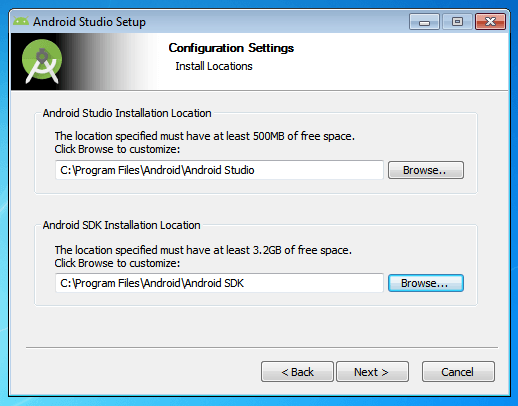 Android Studio Setup
Configuration Settings
Install Locations
Android Studio Installation Location
The location specified must have at least 500MB of free space.
Click Browse to customize:
C:\Program Files\Android\Android Studio
Browse..
Android SDK Installation Location
The location specified must have at least 3.2GB of free space.
Click Browse to customize:
C:\Program Files\Android\Android SDK
Browse...
< Back
Next >
Cancel